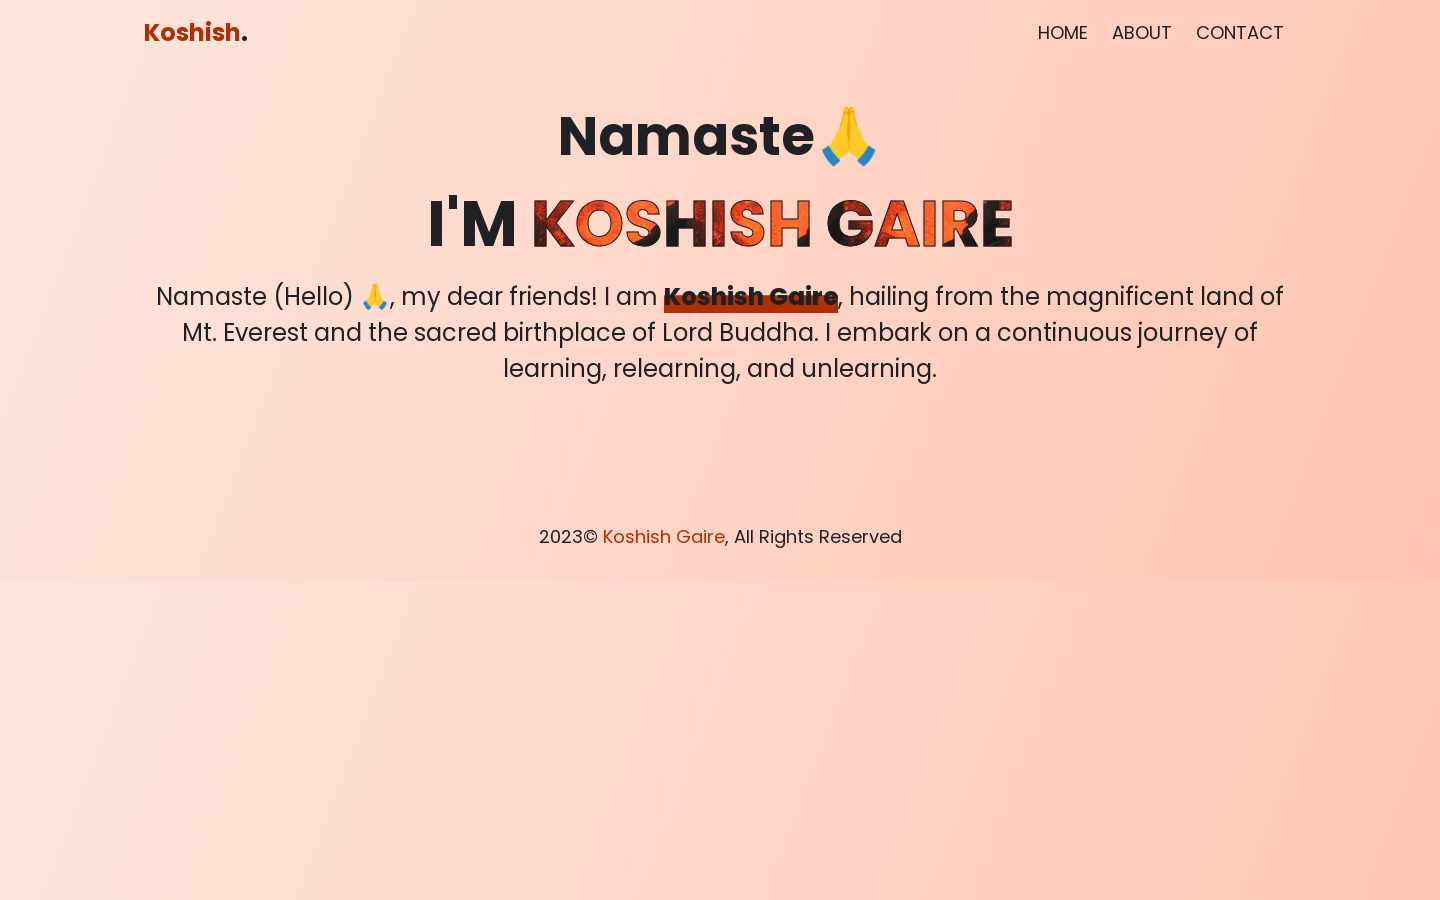 Koshish.
HOME ABOUT CONTACT
Namaste🙏
I'M KOSHISH GAIRE
Namaste (Hello) 🙏, my dear friends! I am Koshish Gaire, hailing from the magnificent land of
Mt. Everest and the sacred birthplace of Lord Buddha. I embark on a continuous journey of
learning, relearning, and unlearning.
2023© Koshish Gaire, All Rights Reserved